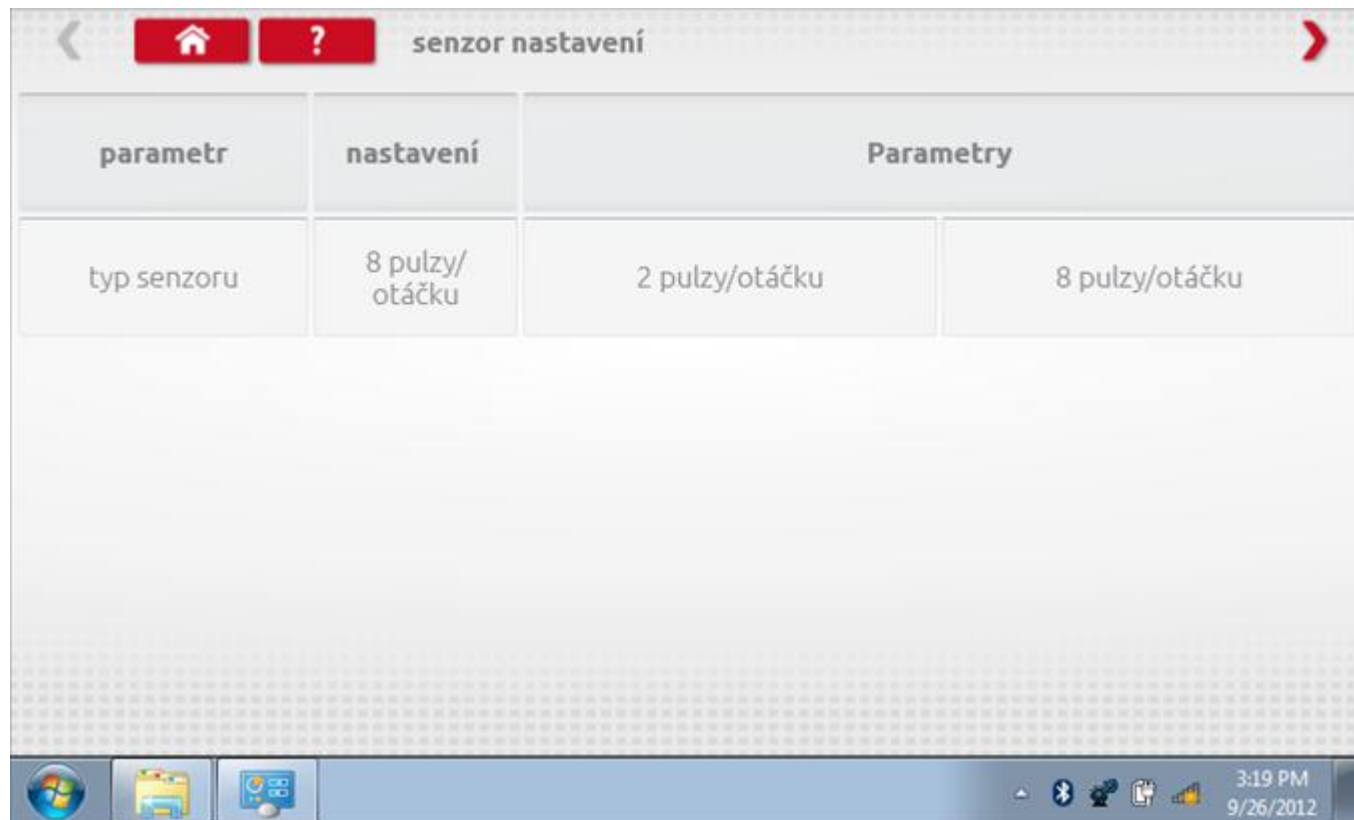 ? senzor nastavení
parametr nastavení Parametry
typ senzoru 8 pulzy/ 2 pulzy/otáčku 8 pulzy/otáčku
otáčku
3:19 PM
9/26/2012